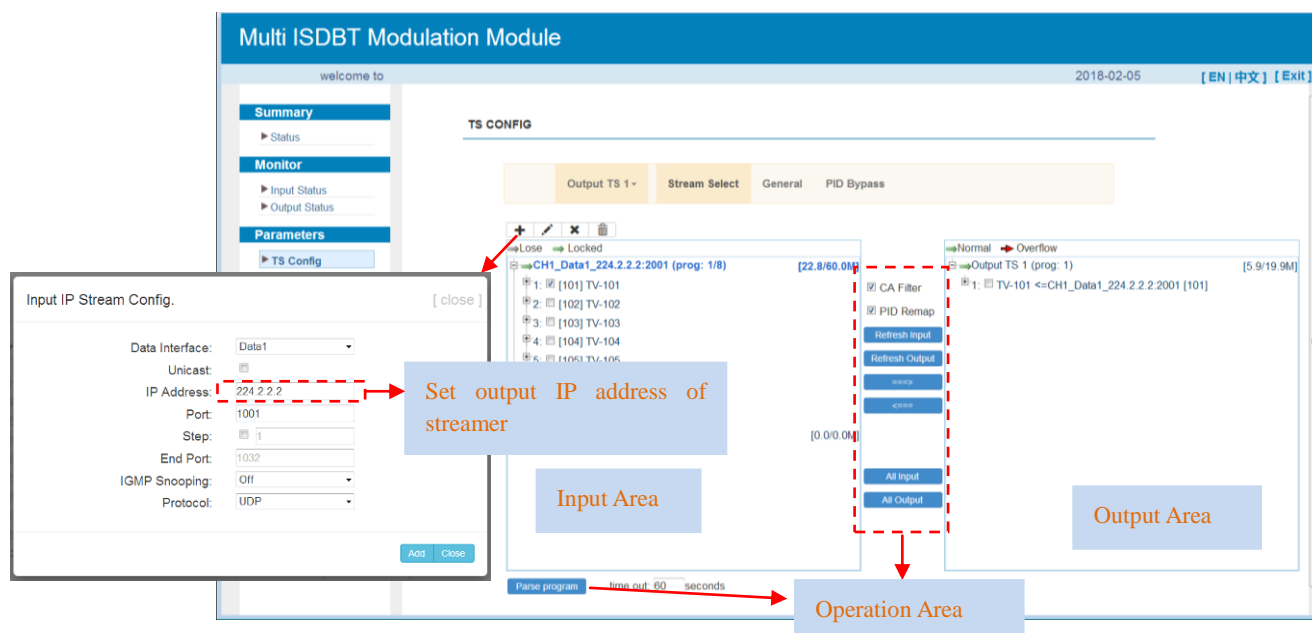 Multi ISDBT Modulation Module
welcome to
2018-02-05
[ EN | 中文 ] [ Exit ]
Summary
Status
Monitor
Input Status
Output Status
Parameters
TS Config
TS CONFIG
Output TS 1
Stream Select
General
PID Bypass
Lose
Locked
CH1_Data1_224.2.2.2:2001 (prog: 1/8)
[22.8/60.0M]
1: [101] TV-101
2: [102] TV-102
3: [103] TV-103
4: [104] TV-104
5: [105] TV-105
[0.0/0.0M]
Input Area
CA Filter
PID Remap
Refresh Input
Refresh Output
===>
<===
All Input
All Output
Normal
Overflow
Output TS 1 (prog: 1)
[5.9/19.9M]
1: TV-101 <=CH1_Data1_224.2.2.2:2001 [101]
Output Area
Parse program
time out: 60 seconds
Operation Area
Input IP Stream Config.
[ close ]
Data Interface: Data1
Unicast:
IP Address: 224.2.2.2
Port: 1001
Step: 1
End Port: 1032
IGMP Snooping: Off
Protocol: UDP
Add
Close
Set output IP address of
streamer